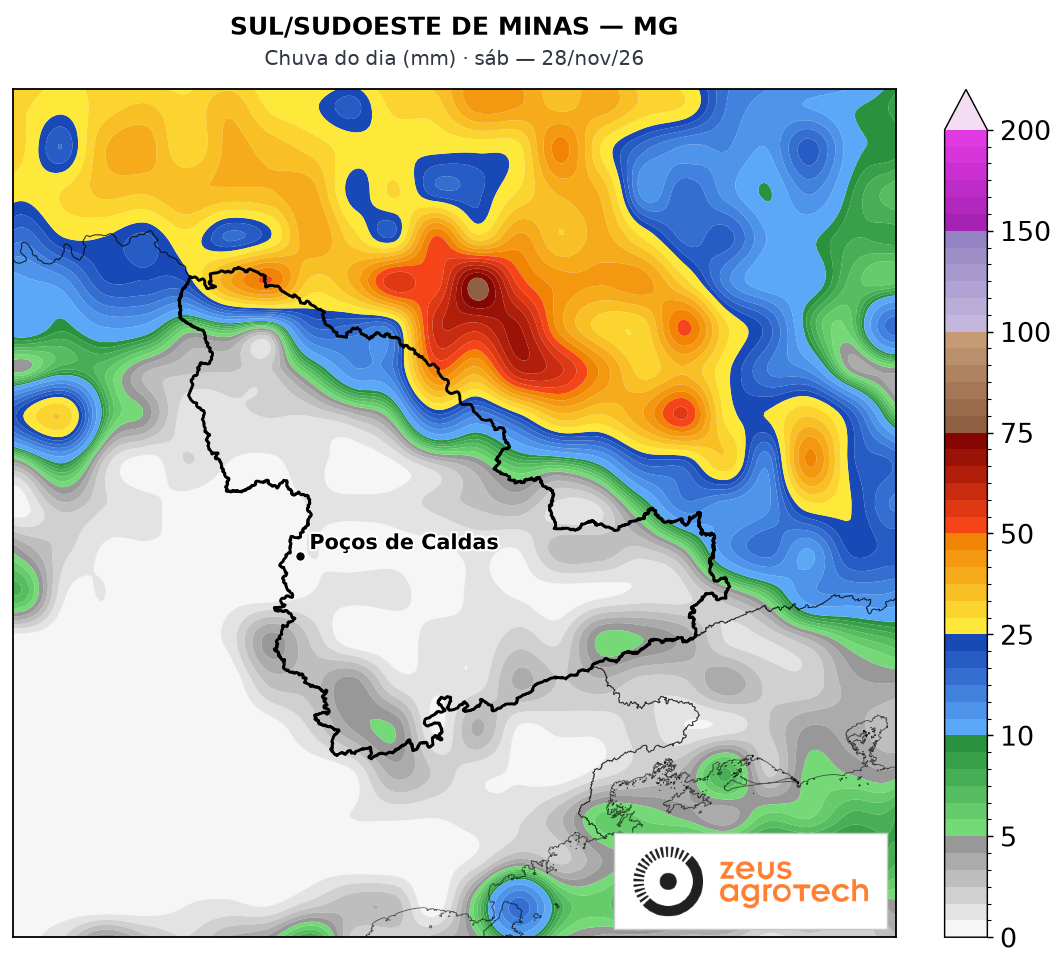 SUL/SUDOESTE DE MINAS — MG
Chuva do dia (mm) · sáb — 28/nov/26
200
150
100
75
50
25
10
5
0
Poços de Caldas
zeus
agrotech